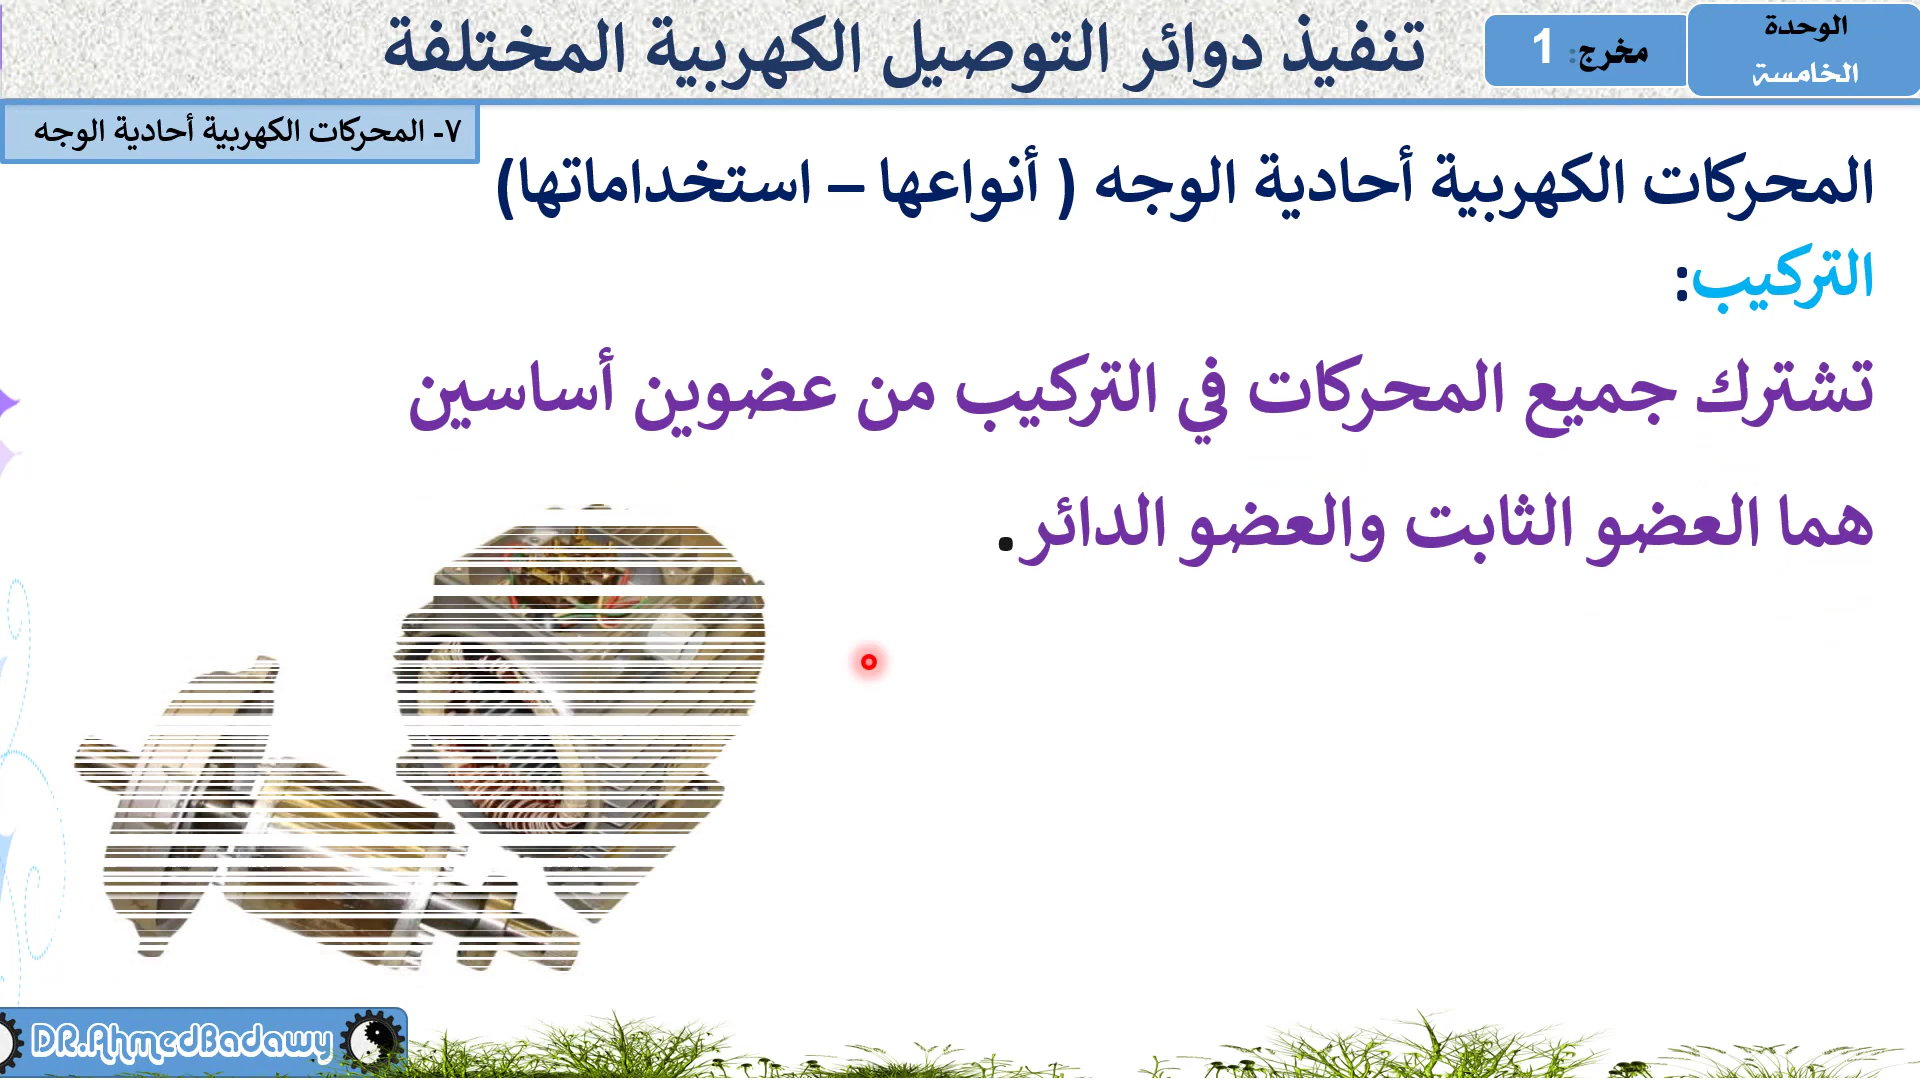 الوحدة
الخامسة
مخرج: 1
تنفيذ دوائر التوصيل الكهربية المختلفة
٧- المحركات الكهربية أحادية الوجه
المحركات الكهربية أحادية الوجه ( أنواعها – استخداماتها)
التركيب:
تشترك جميع المحركات في التركيب من عضوين أساسين
هما العضو الثابت والعضو الدائر.
DR.AhmedBadawy